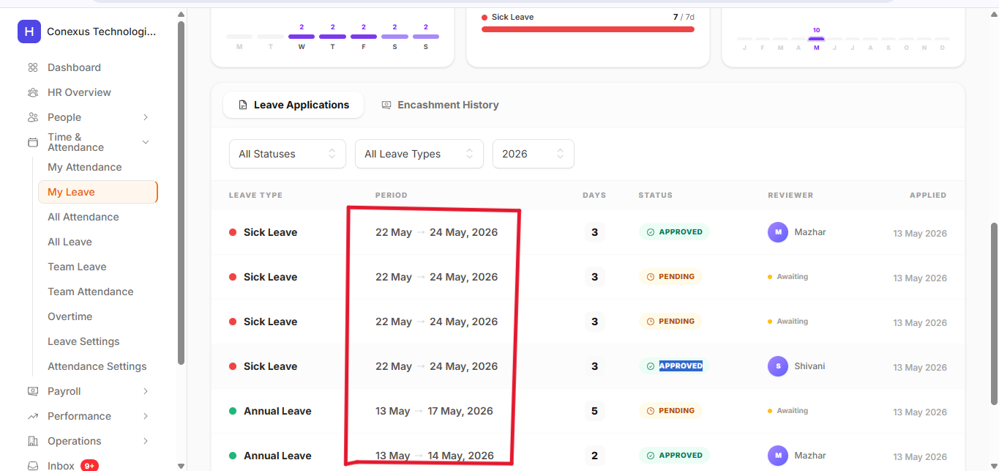 H Conexus Technologi...
Dashboard
HR Overview
People
Time &
Attendance
My Attendance
My Leave
All Attendance
All Leave
Team Leave
Team Attendance
Overtime
Leave Settings
Attendance Settings
Payroll
Performance
Operations
Inbox 9+
2 2 2 2 2
M T W T F S S
Sick Leave 7 / 7d
10
J F M A M J J A S O N D
Leave Applications Encashment History
All Statuses All Leave Types 2026
LEAVE TYPE PERIOD DAYS STATUS REVIEWER APPLIED
Sick Leave 22 May → 24 May, 2026 3 APPROVED M Mazhar 13 May 2026
Sick Leave 22 May → 24 May, 2026 3 PENDING Awaiting 13 May 2026
Sick Leave 22 May → 24 May, 2026 3 PENDING Awaiting 13 May 2026
Sick Leave 22 May → 24 May, 2026 3 APPROVED S Shivani 13 May 2026
Annual Leave 13 May → 17 May, 2026 5 PENDING Awaiting 13 May 2026
Annual Leave 13 May → 14 May, 2026 2 APPROVED M Mazhar 13 May 2026